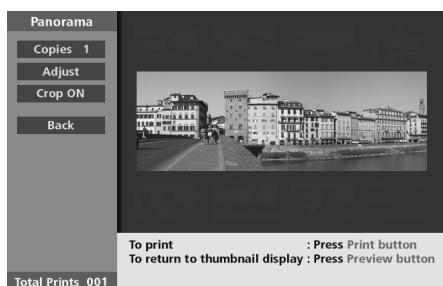 Panorama
Copies 1
Adjust
Crop ON
Back
To print : Press Print button
To return to thumbnail display : Press Preview button
Total Prints 001